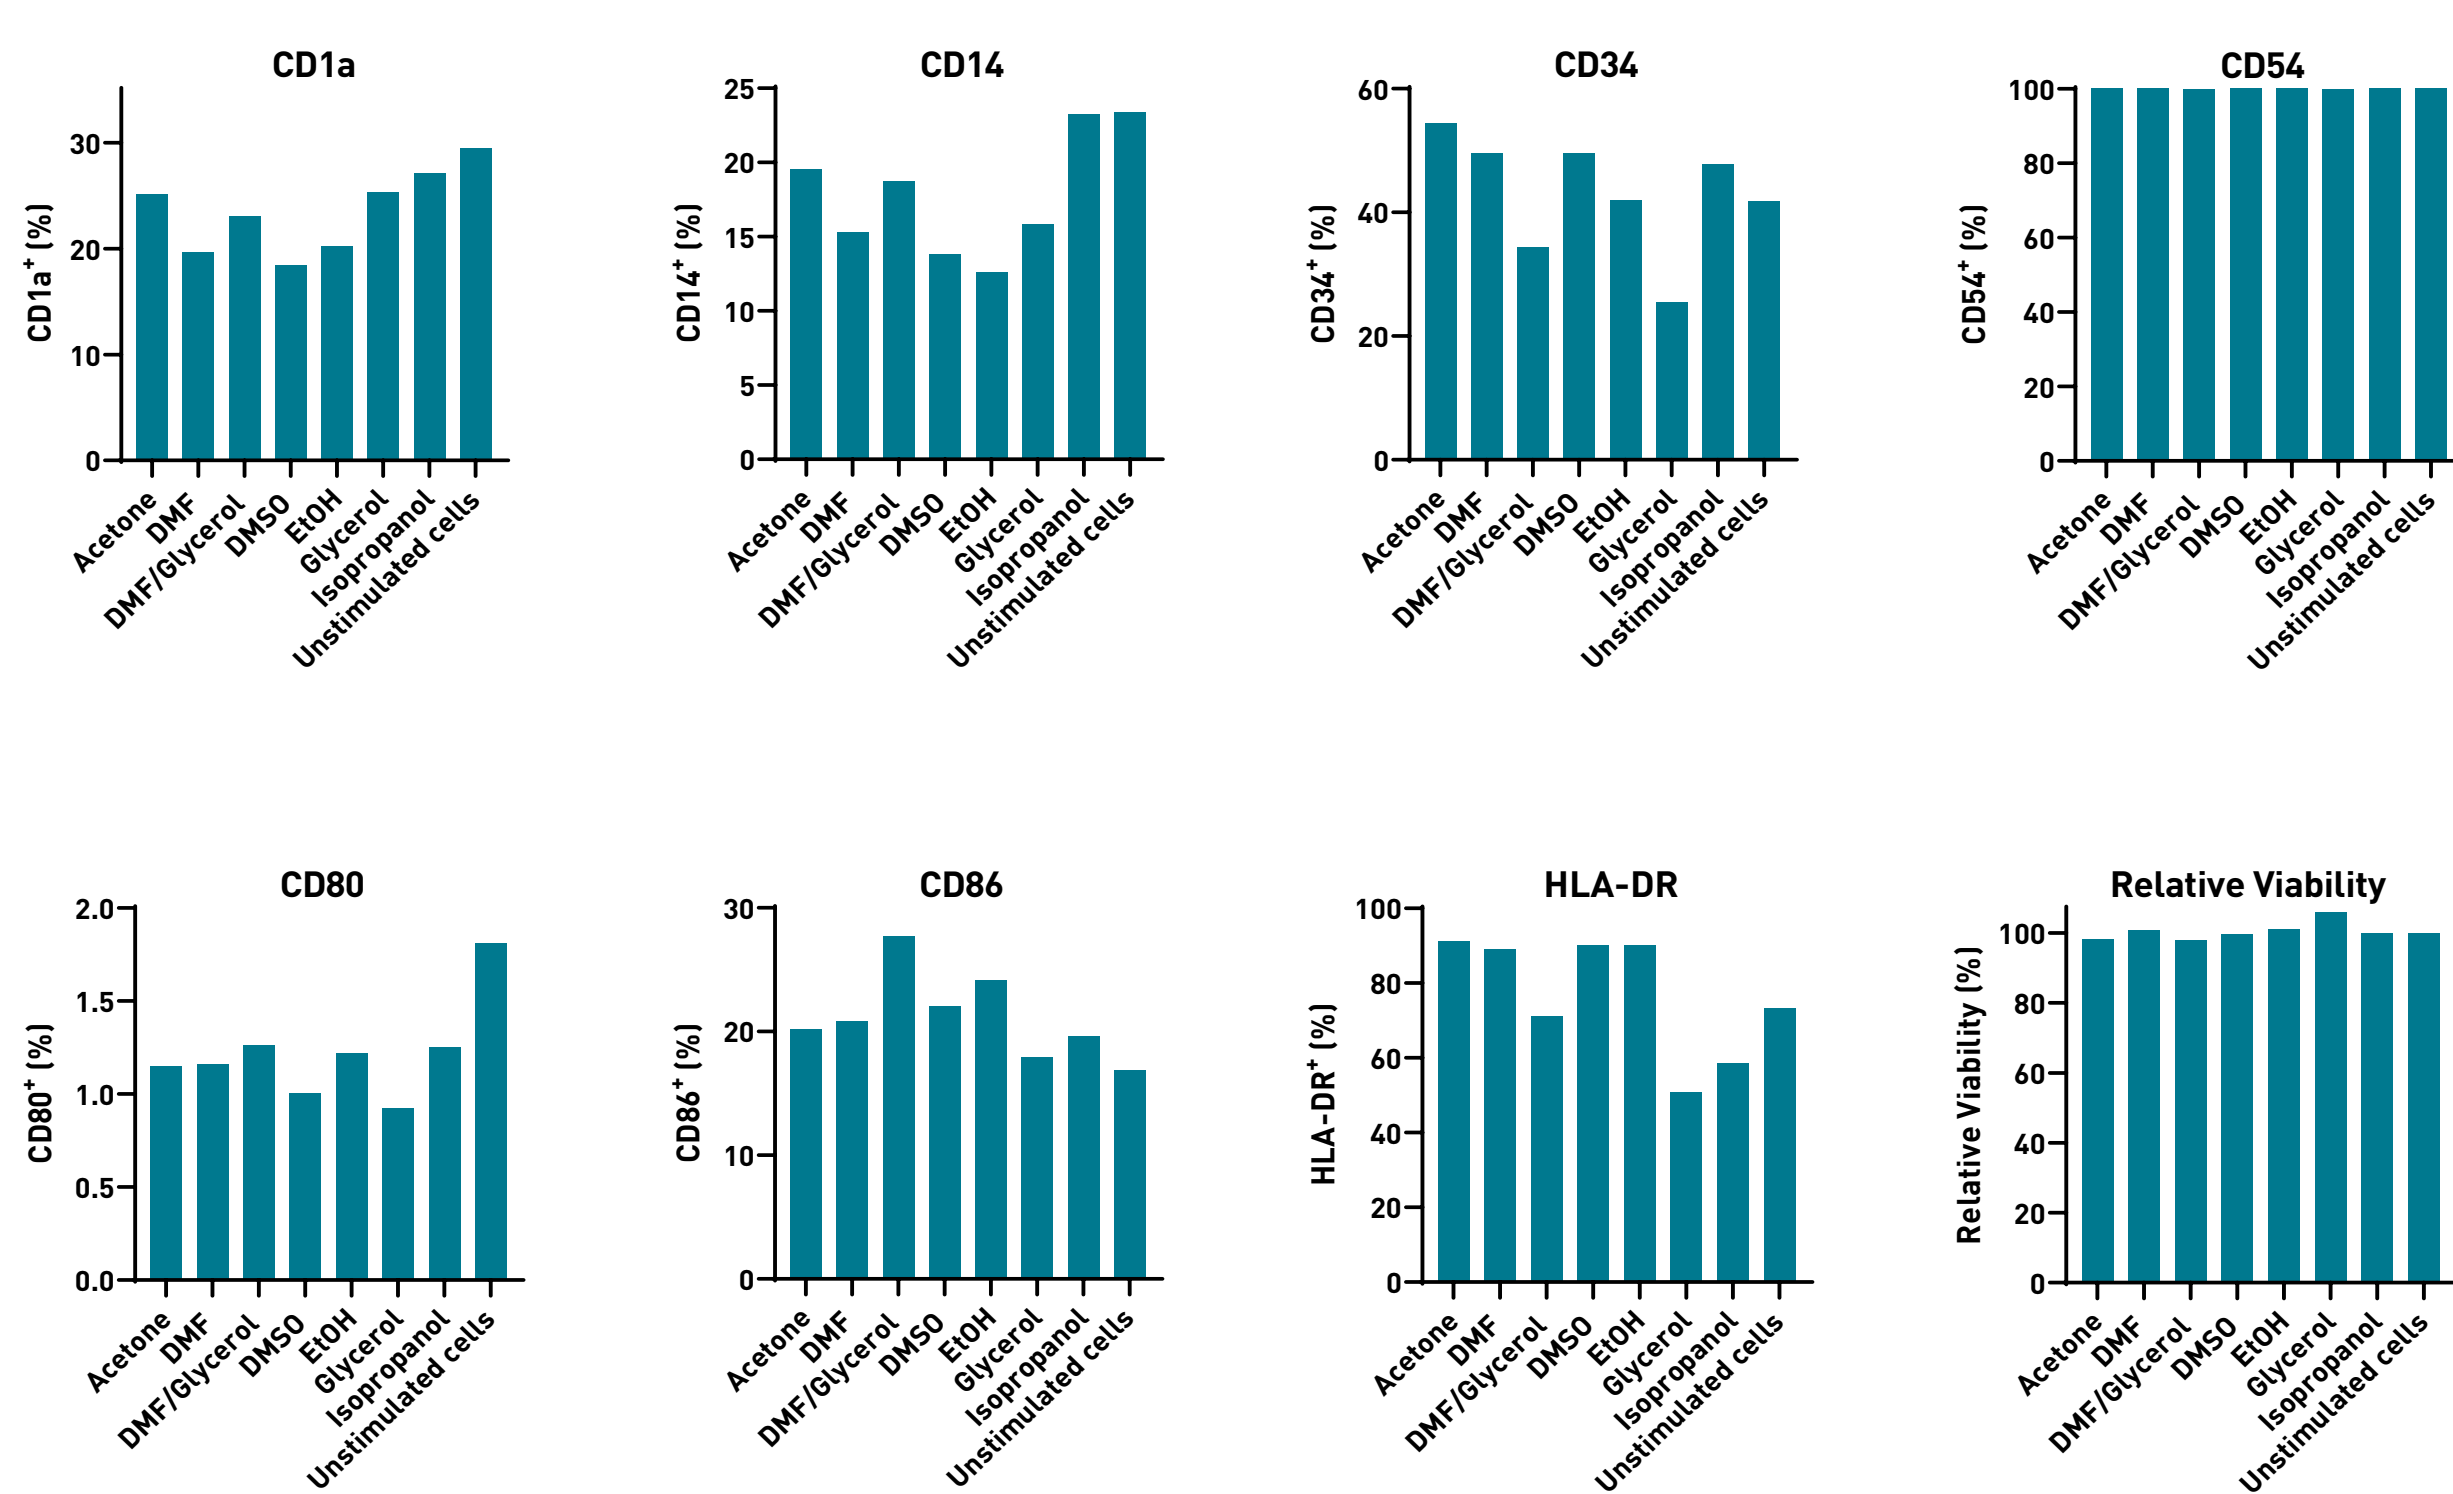 CD1a
CD1a+ (%)
30
20
10
0
Acetone
DMF
DMF/Glycerol
DMSO
EtOH
Glycerol
Isopropanol
Unstimulated cells
CD14
CD14+ (%)
25
20
15
10
5
0
Acetone
DMF
DMF/Glycerol
DMSO
EtOH
Glycerol
Isopropanol
Unstimulated cells
CD34
CD34+ (%)
60
40
20
0
Acetone
DMF
DMF/Glycerol
DMSO
EtOH
Glycerol
Isopropanol
Unstimulated cells
CD54
CD54+ (%)
100
80
60
40
20
0
Acetone
DMF
DMF/Glycerol
DMSO
EtOH
Glycerol
Isopropanol
Unstimulated cells
CD80
CD80+ (%)
2.0
1.5
1.0
0.5
0.0
Acetone
DMF
DMF/Glycerol
DMSO
EtOH
Glycerol
Isopropanol
Unstimulated cells
CD86
CD86+ (%)
30
20
10
0
Acetone
DMF
DMF/Glycerol
DMSO
EtOH
Glycerol
Isopropanol
Unstimulated cells
HLA-DR
HLA-DR+ (%)
100
80
60
40
20
0
Acetone
DMF
DMF/Glycerol
DMSO
EtOH
Glycerol
Isopropanol
Unstimulated cells
Relative Viability
Relative Viability (%)
100
80
60
40
20
0
Acetone
DMF
DMF/Glycerol
DMSO
EtOH
Glycerol
Isopropanol
Unstimulated cells